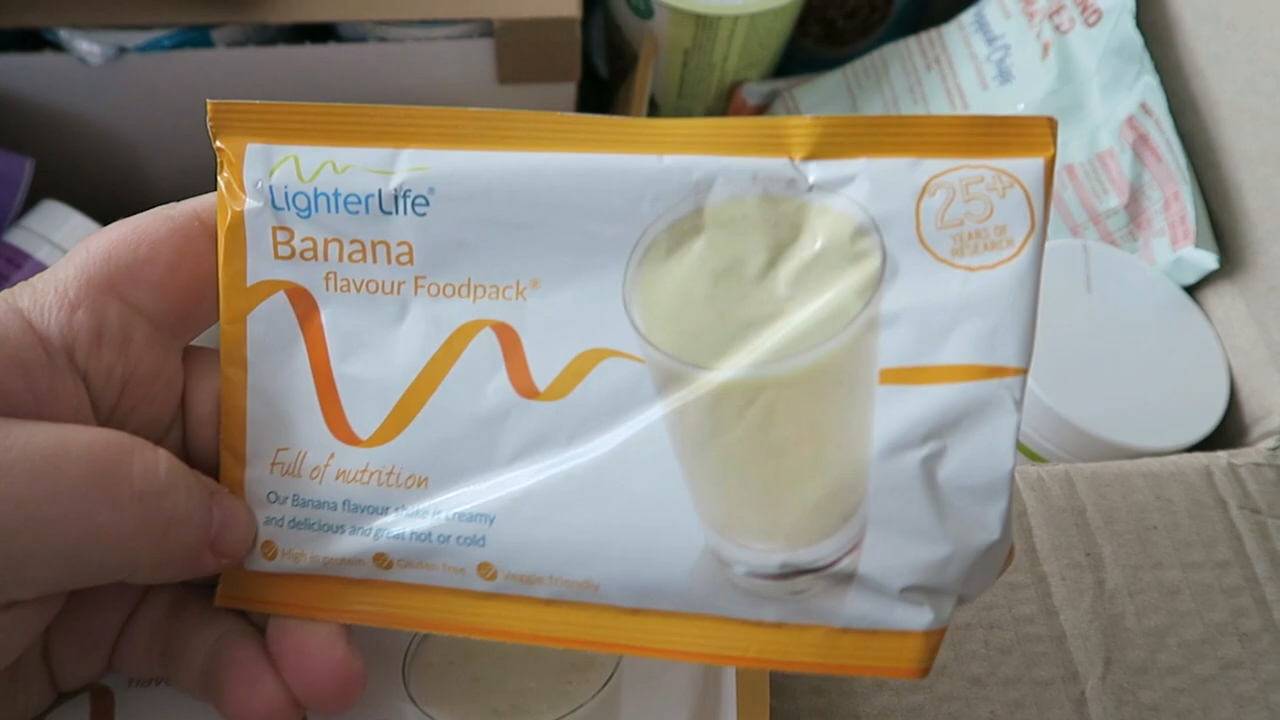 LighterLife®
Banana
flavour Foodpack®
25+
YEARS OF
RESEARCH
Full of nutrition
Our Banana flavour shake is creamy
and delicious and great hot or cold
High in protein Gluten free Veggie friendly